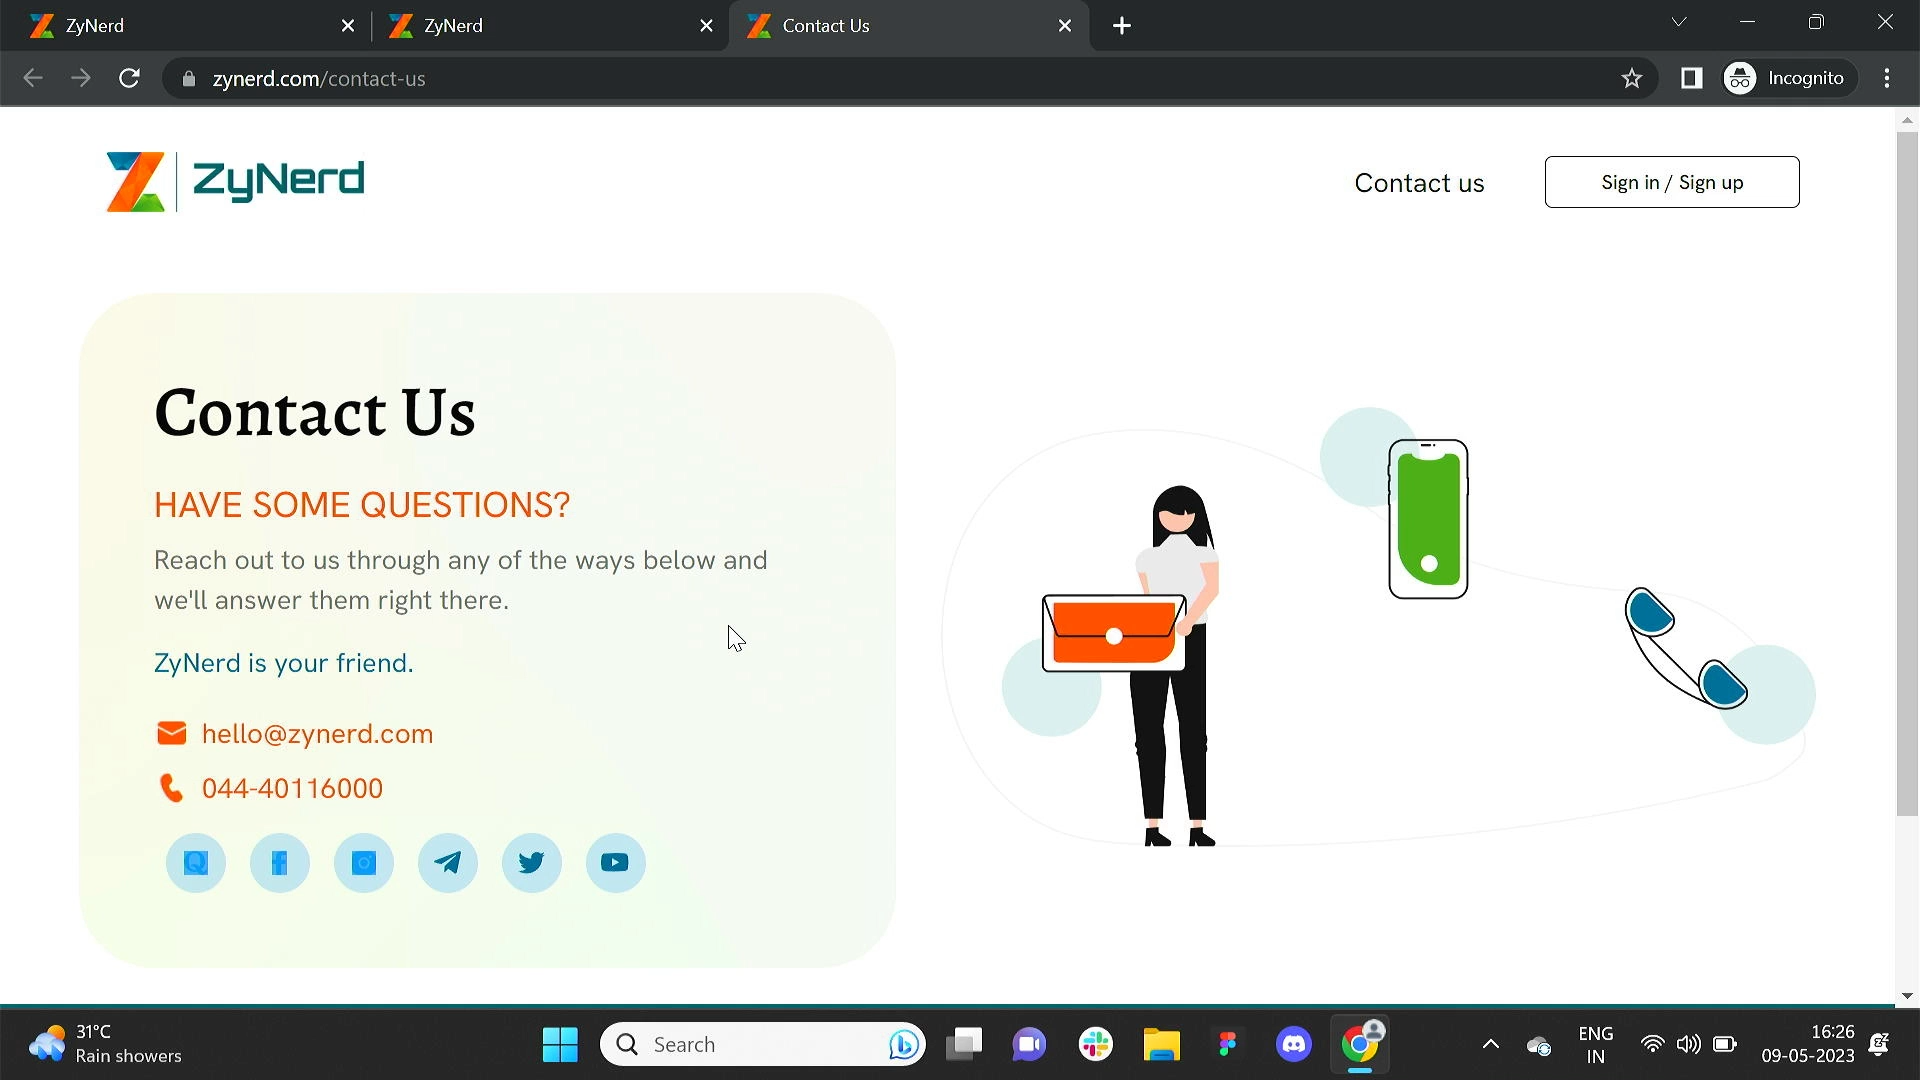 ZyNerd
ZyNerd
Contact Us
zynerd.com/contact-us
Incognito
ZyNerd
Contact us
Sign in / Sign up
Contact Us
HAVE SOME QUESTIONS?
Reach out to us through any of the ways below and
we'll answer them right there.
ZyNerd is your friend.
hello@zynerd.com
044-40116000
31°C
Rain showers
Search
ENG
IN
16:26
09-05-2023